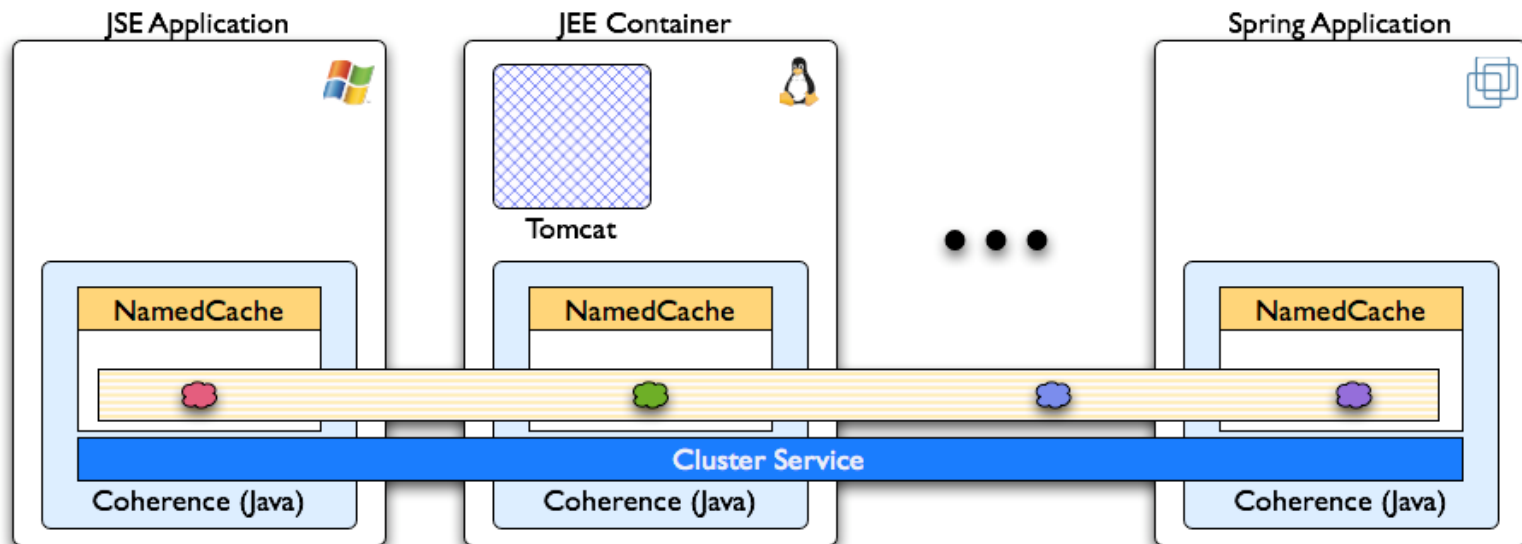 JSE Application
JEE Container
Spring Application
Tomcat
NamedCache
NamedCache
NamedCache
Cluster Service
Coherence (Java)
Coherence (Java)
Coherence (Java)